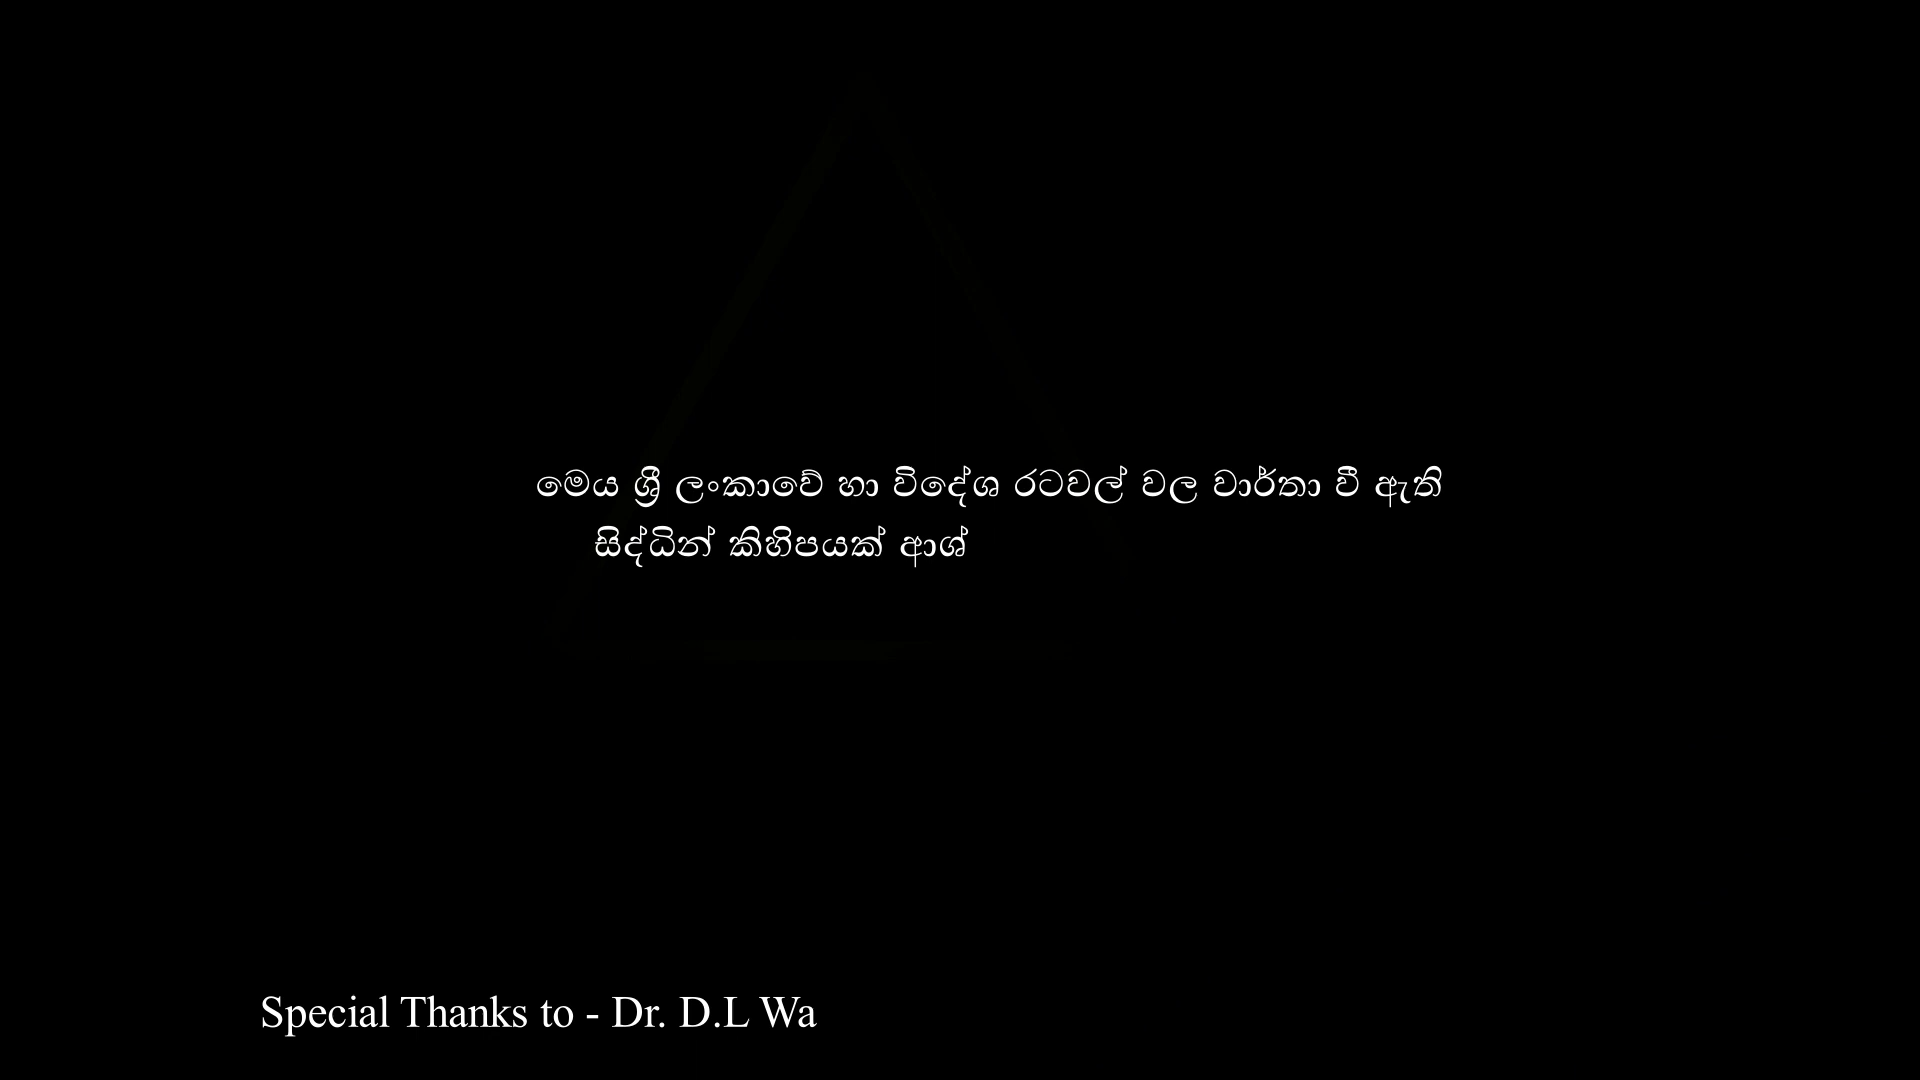 මෙය ශ්‍රී ලංකාවේ හා විදේශ රටවල් වල වාර්තා වී ඇති
සිද්ධින් කිහිපයක් ආශ්
Special Thanks to - Dr. D.L Wa